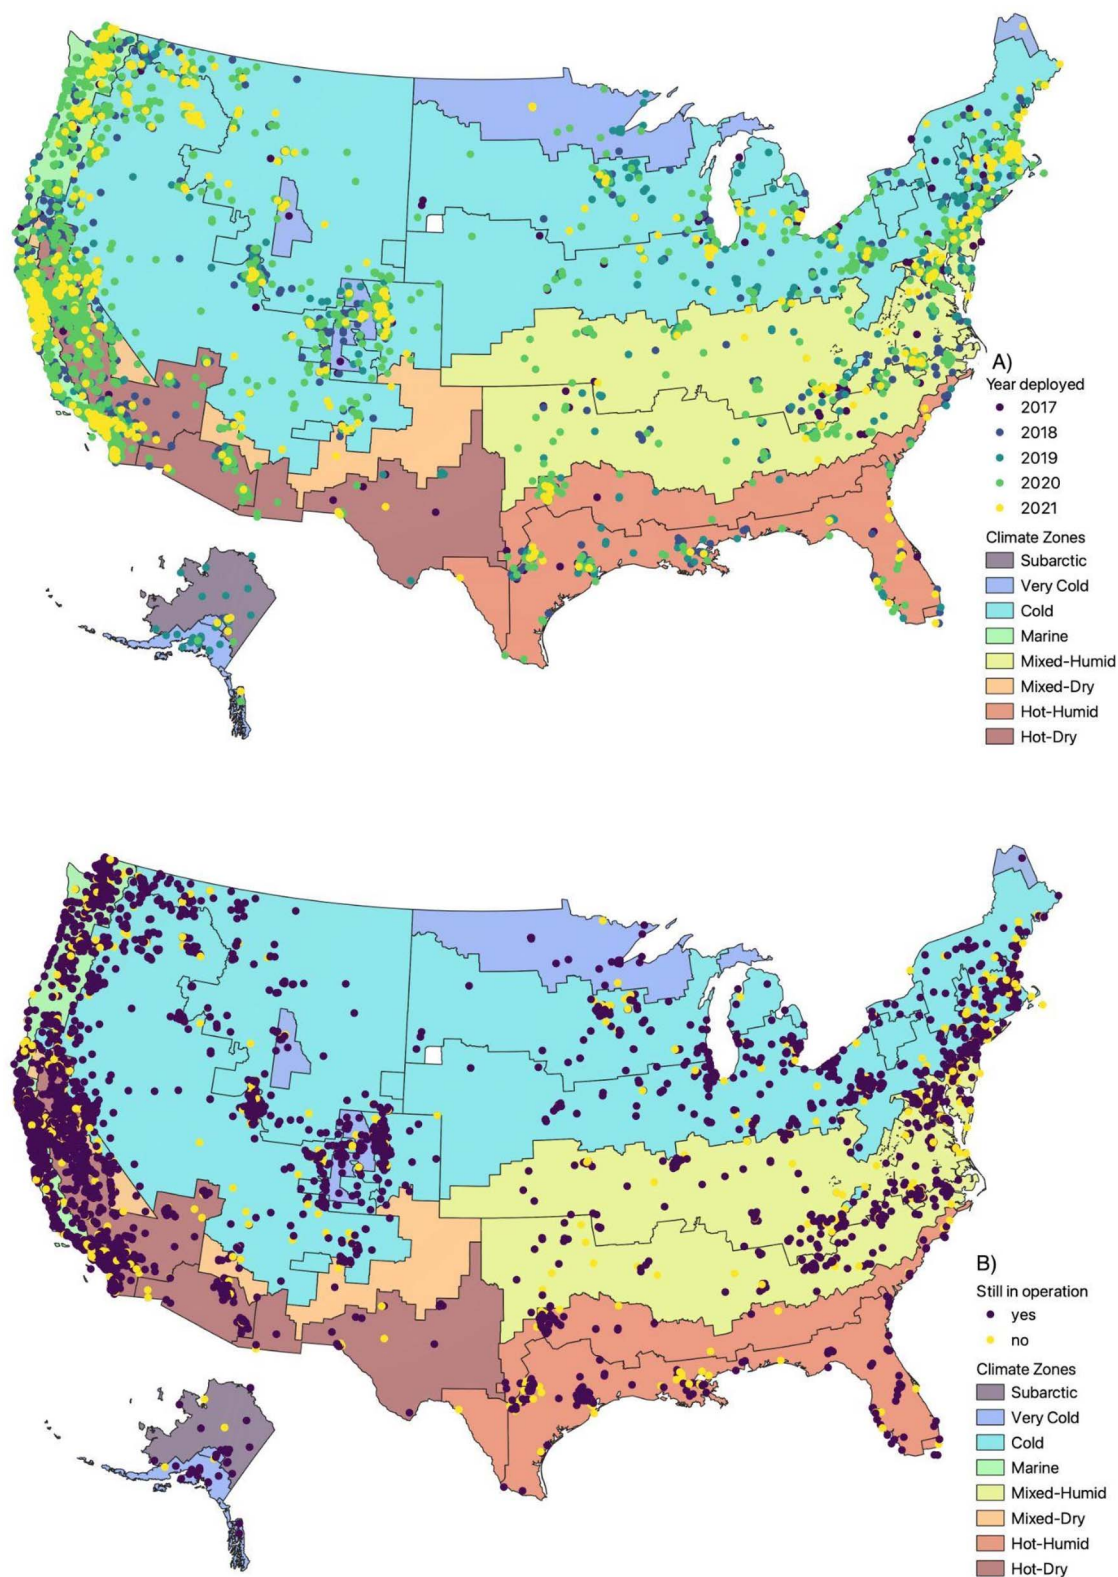 A)
Year deployed
2017
2018
2019
2020
2021
Climate Zones
Subarctic
Very Cold
Cold
Marine
Mixed-Humid
Mixed-Dry
Hot-Humid
Hot-Dry
B)
Still in operation
yes
no
Climate Zones
Subarctic
Very Cold
Cold
Marine
Mixed-Humid
Mixed-Dry
Hot-Humid
Hot-Dry